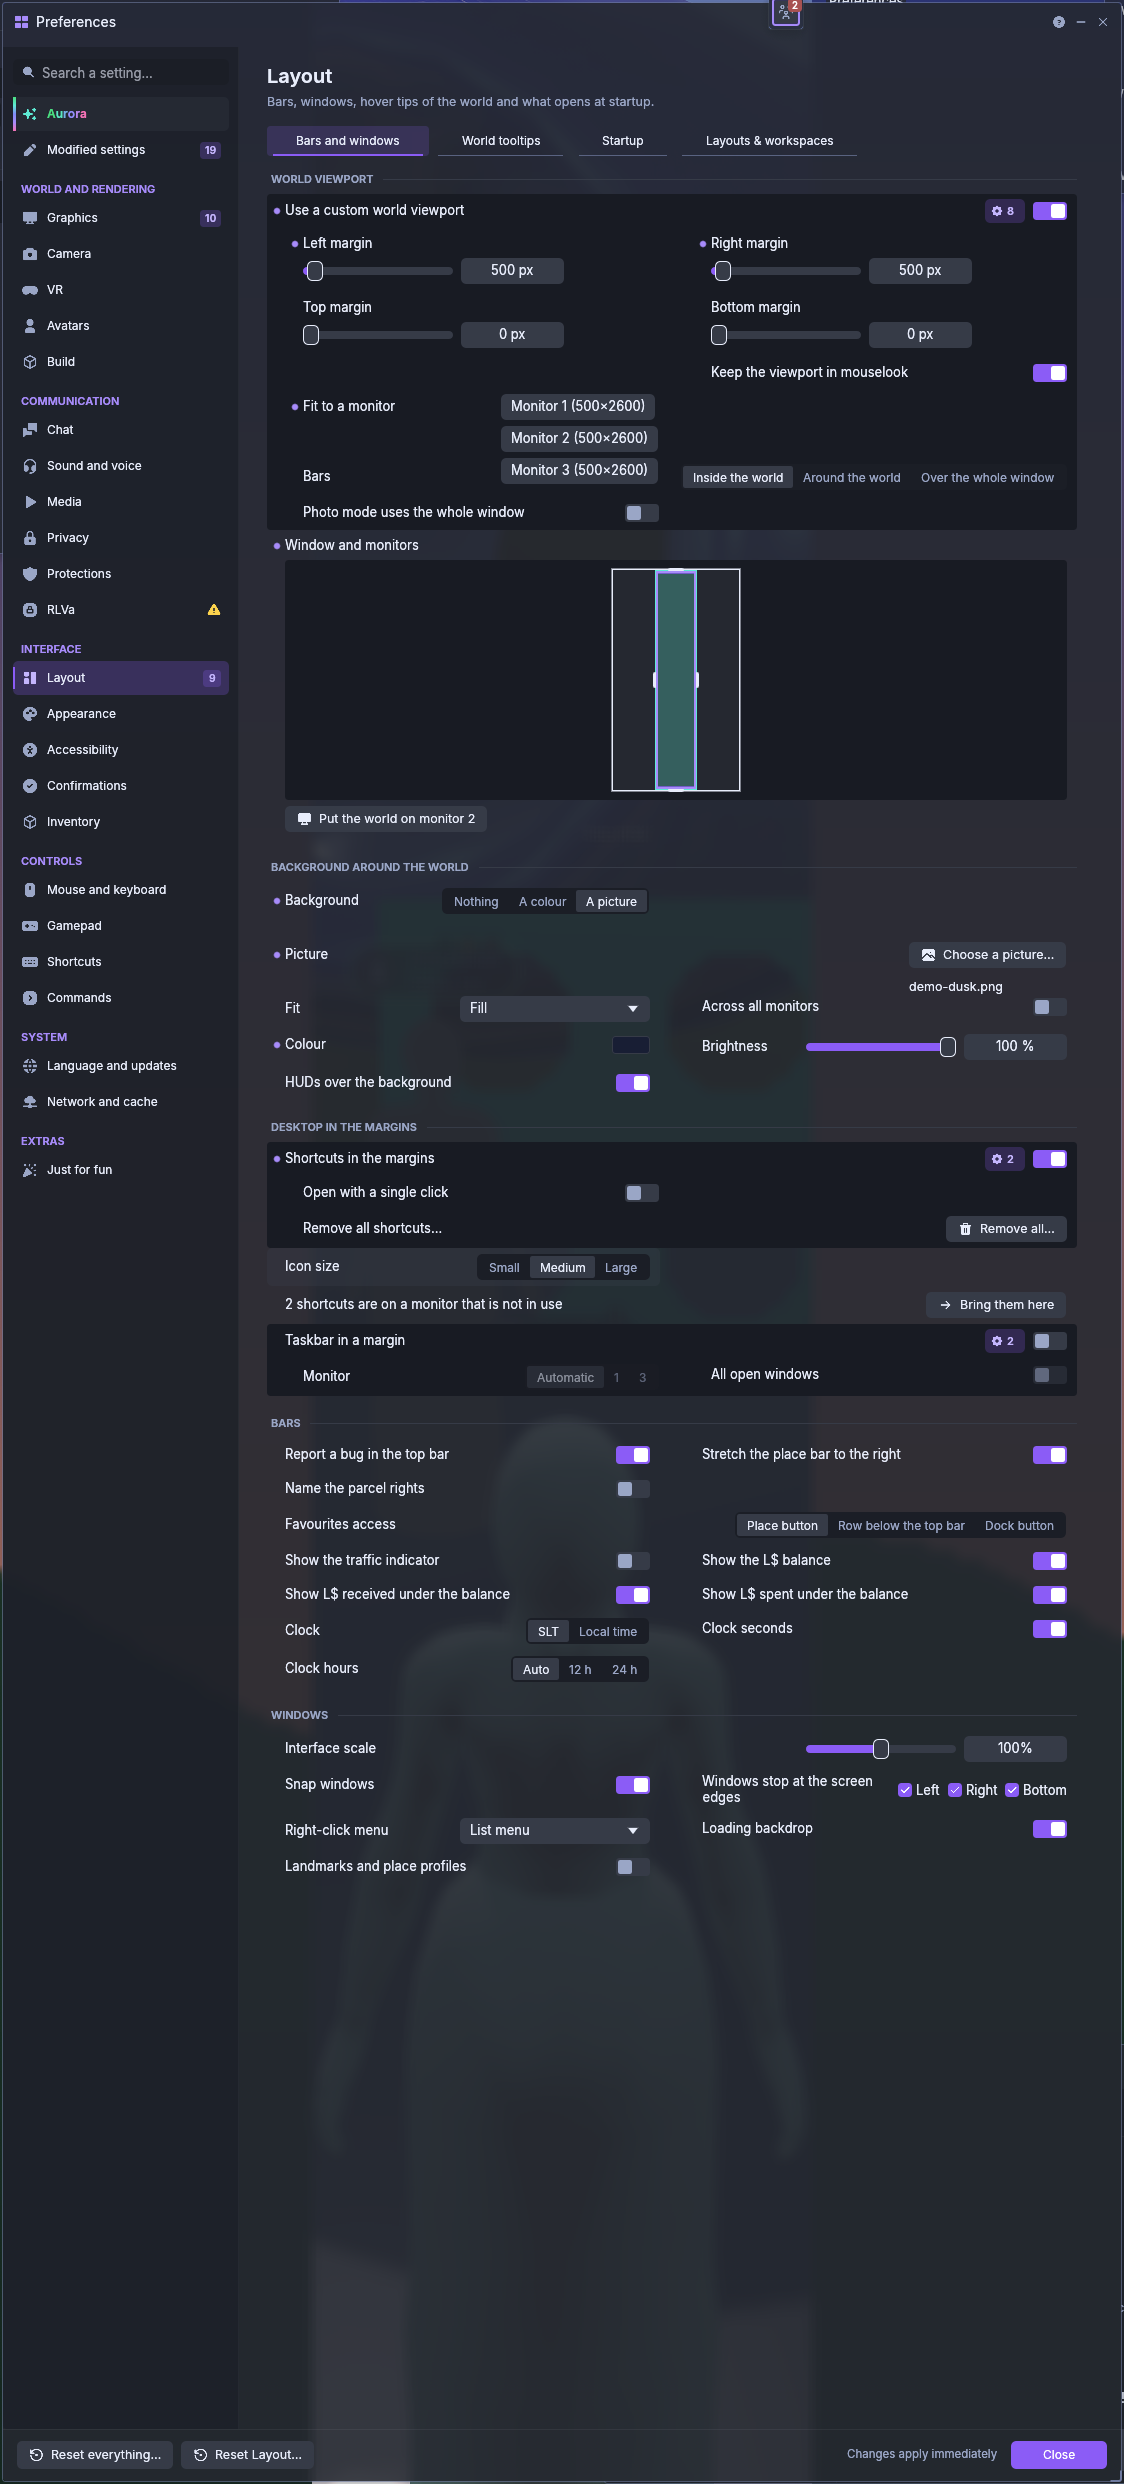 Preferences
2
Search a setting...
Aurora
Modified settings 19
WORLD AND RENDERING
Graphics 10
Camera
VR
Avatars
Build
COMMUNICATION
Chat
Sound and voice
Media
Privacy
Protections
RLVa
INTERFACE
Layout 9
Appearance
Accessibility
Confirmations
Inventory
CONTROLS
Mouse and keyboard
Gamepad
Shortcuts
Commands
SYSTEM
Language and updates
Network and cache
EXTRAS
Just for fun
Layout
Bars, windows, hover tips of the world and what opens at startup.
Bars and windows World tooltips Startup Layouts & workspaces
WORLD VIEWPORT
Use a custom world viewport 8
Left margin Right margin
500 px 500 px
Top margin Bottom margin
0 px 0 px
Keep the viewport in mouselook
Fit to a monitor Monitor 1 (500×2600)
Monitor 2 (500×2600)
Monitor 3 (500×2600)
Bars Inside the world Around the world Over the whole window
Photo mode uses the whole window
Window and monitors
Put the world on monitor 2
BACKGROUND AROUND THE WORLD
Background Nothing A colour A picture
Picture Choose a picture...
demo-dusk.png
Fit Fill Across all monitors
Colour Brightness 100 %
HUDs over the background
DESKTOP IN THE MARGINS
Shortcuts in the margins 2
Open with a single click
Remove all shortcuts... Remove all...
Icon size Small Medium Large
2 shortcuts are on a monitor that is not in use Bring them here
Taskbar in a margin 2
Monitor Automatic 1 3 All open windows
BARS
Report a bug in the top bar Stretch the place bar to the right
Name the parcel rights
Favourites access Place button Row below the top bar Dock button
Show the traffic indicator Show the L$ balance
Show L$ received under the balance Show L$ spent under the balance
Clock SLT Local time Clock seconds
Clock hours Auto 12 h 24 h
WINDOWS
Interface scale 100%
Snap windows Windows stop at the screen edges Left Right Bottom
Right-click menu List menu Loading backdrop
Landmarks and place profiles
Reset everything... Reset Layout... Changes apply immediately Close